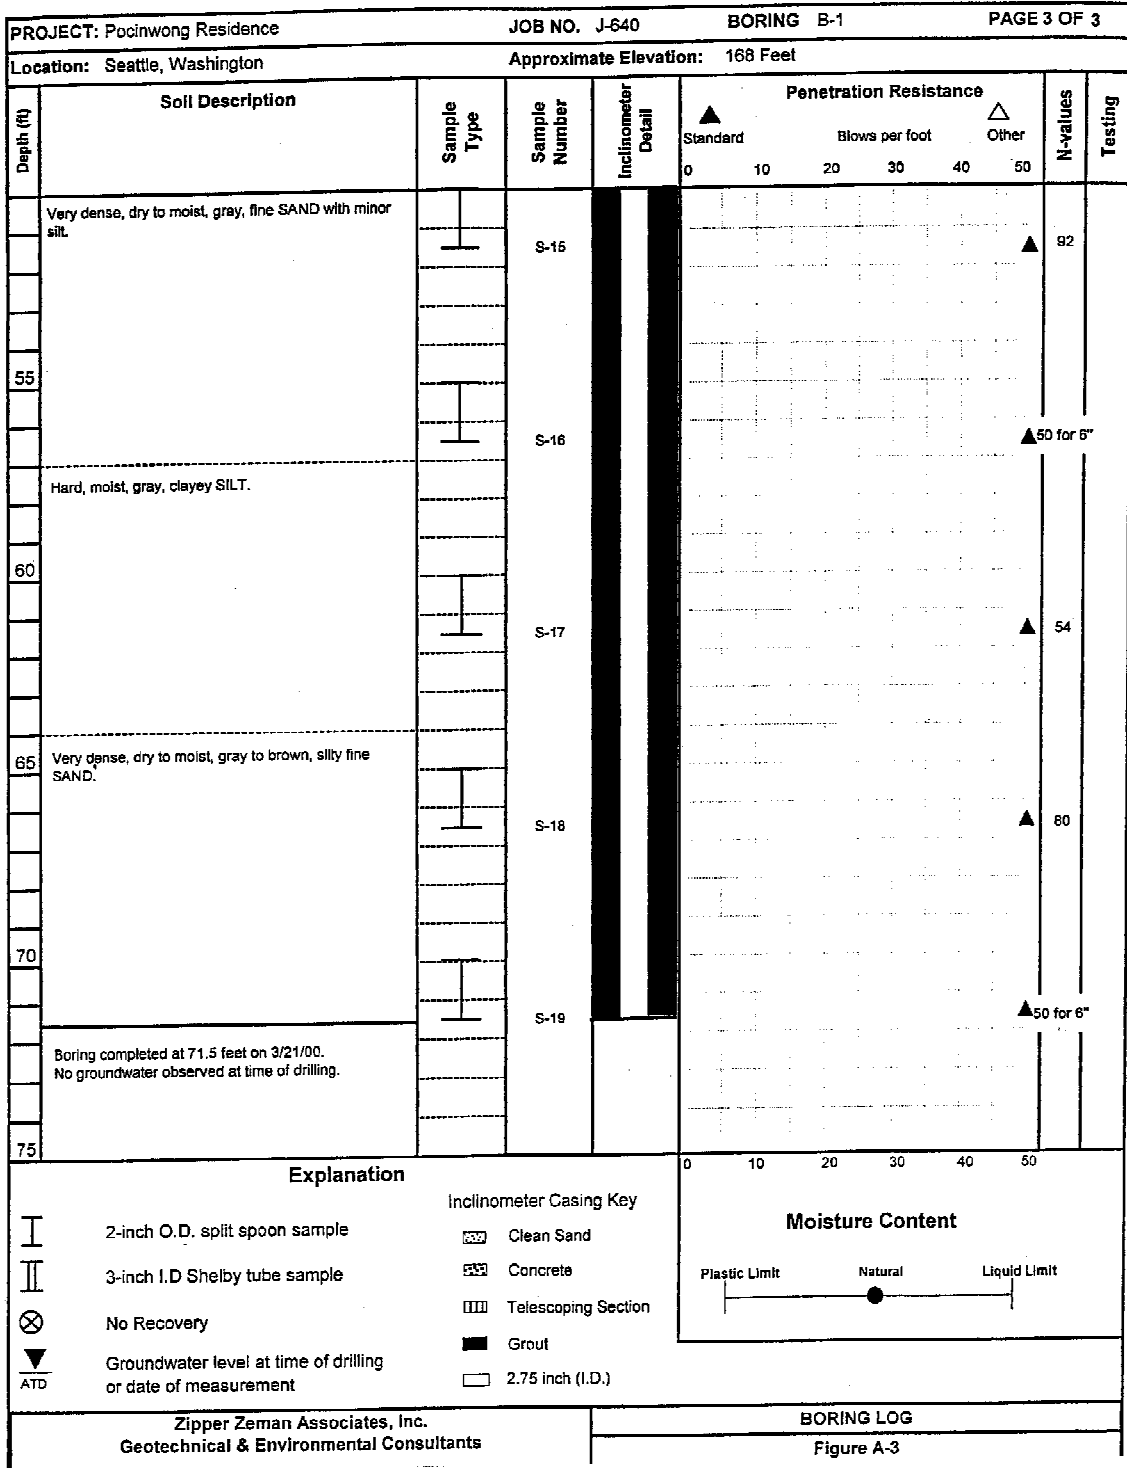 PROJECT: Pocinwong Residence JOB NO. J-640 BORING B-1 PAGE 3 OF 3
Location: Seattle, Washington Approximate Elevation: 168 Feet
Depth (ft) Soil Description Sample Type Sample Number Inclinometer Detail Penetration Resistance N-values Testing
Standard Blows per foot Other
0 10 20 30 40 50
Very dense, dry to moist, gray, fine SAND with minor
silt.
S-15 92
55
S-16 50 for 6"
Hard, moist, gray, clayey SILT.
60
S-17 54
65 Very dense, dry to moist, gray to brown, silty fine
SAND.
S-18 80
70
S-19 50 for 6"
Boring completed at 71.5 feet on 3/21/00.
No groundwater observed at time of drilling.
75
0 10 20 30 40 50
Explanation
2-inch O.D. split spoon sample
3-inch I.D Shelby tube sample
No Recovery
Groundwater level at time of drilling
ATD or date of measurement
Inclinometer Casing Key
Clean Sand
Concrete
Telescoping Section
Grout
2.75 inch (I.D.)
Moisture Content
Plastic Limit Natural Liquid Limit
Zipper Zeman Associates, Inc.
Geotechnical & Environmental Consultants
BORING LOG
Figure A-3